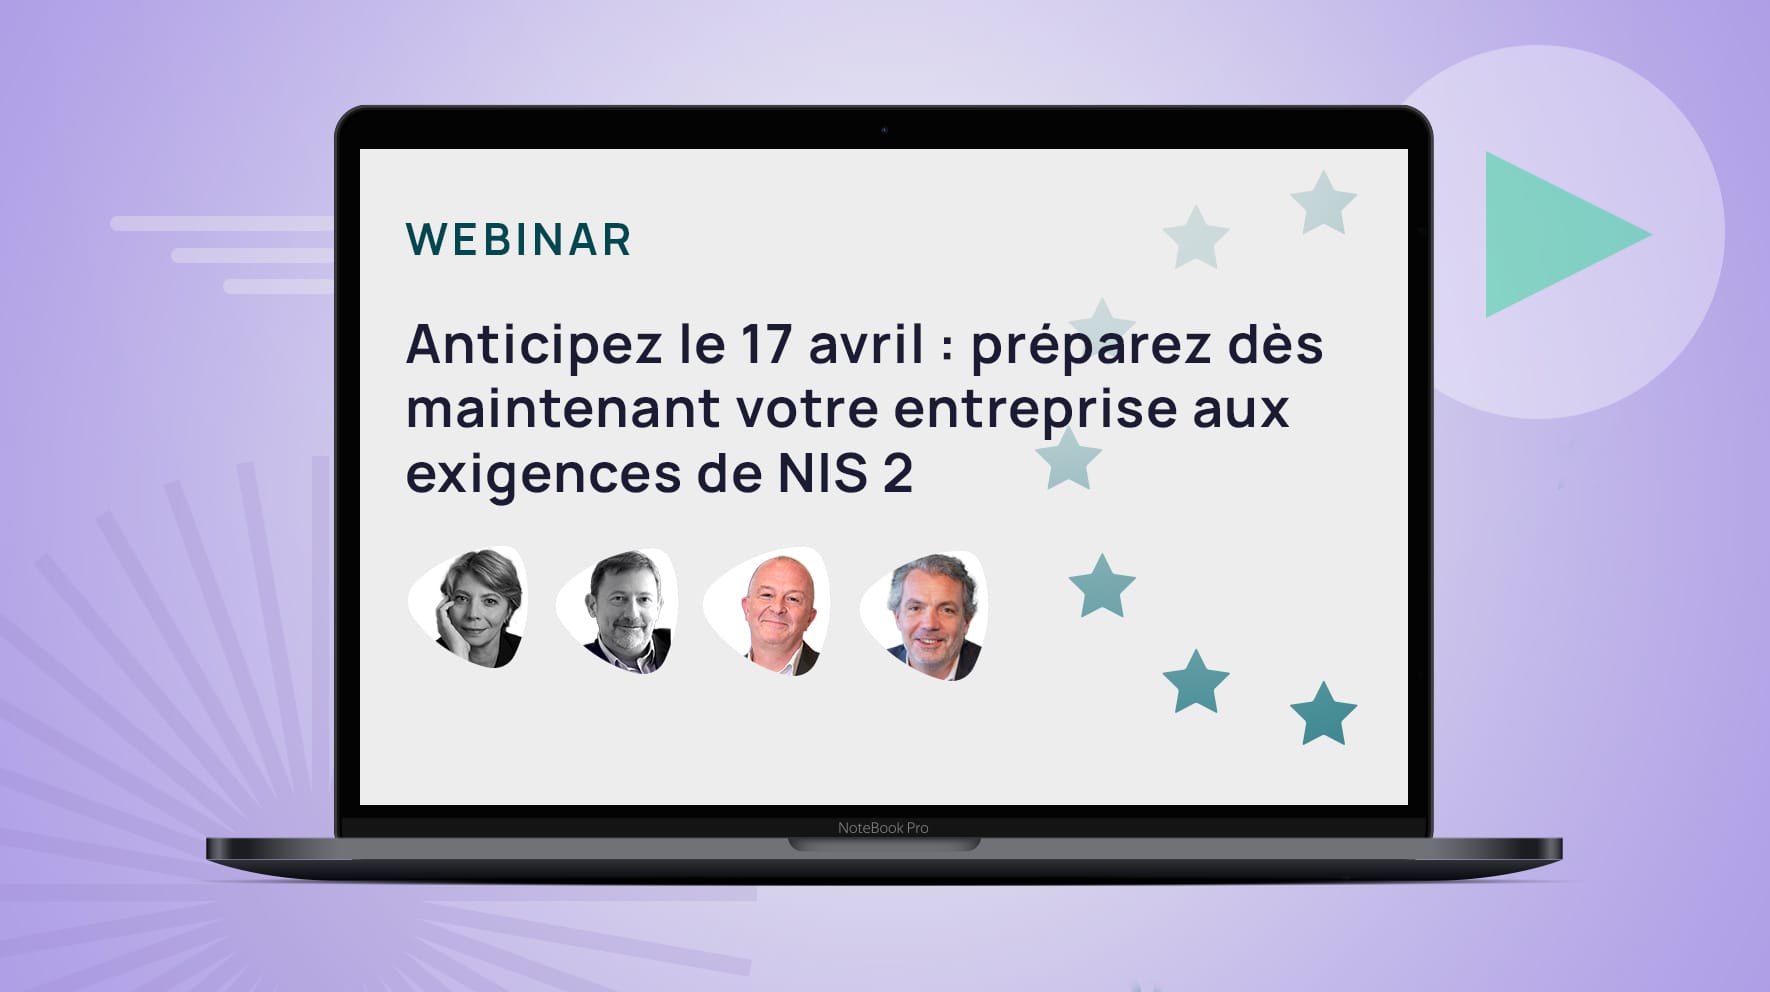 WEBINAR
Anticipez le 17 avril : préparez dès
maintenant votre entreprise aux
exigences de NIS 2
NoteBook Pro